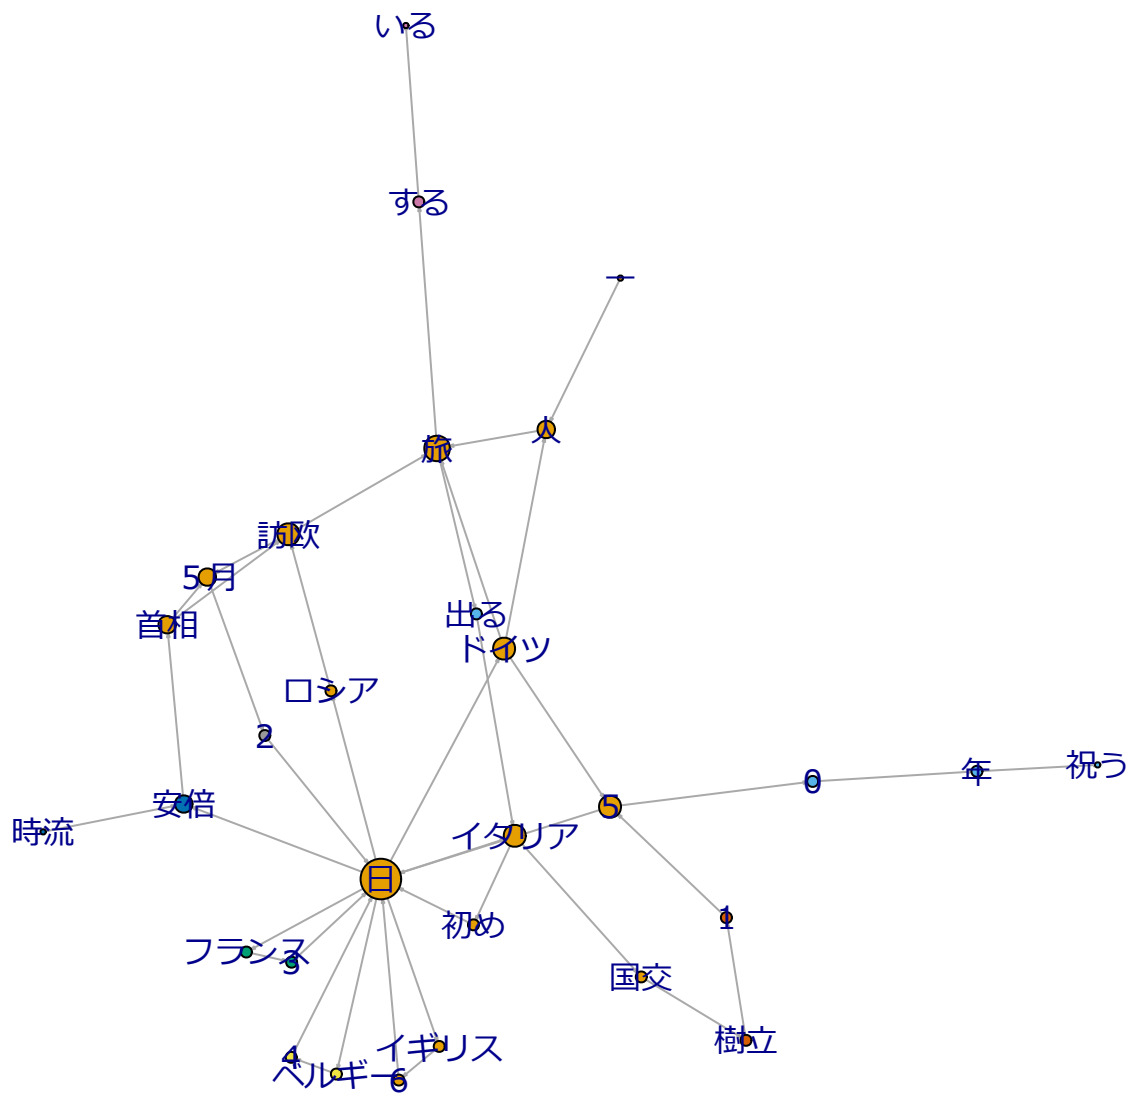 いる
する
一
人
旅
訪欧
5月
首相
出る
ドイツ
ロシア
2
祝う
年
0
安倍
5
時流
イタリア
日
1
初め
フランス
3
国交
樹立
イギリス
4
ベルギー
6